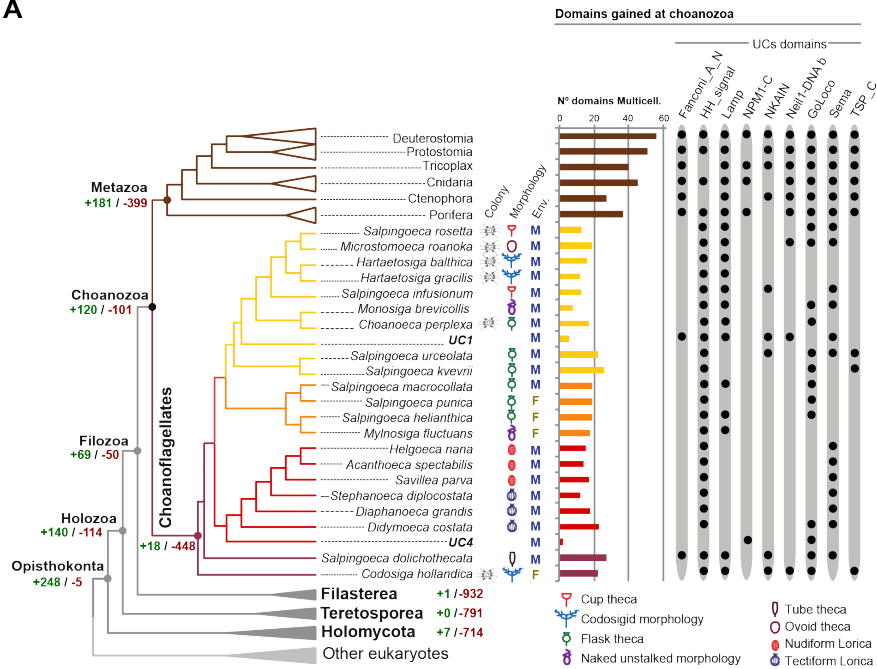 A
Domains gained at choanozoa
UCs domains
Fanconi_A_N
HH_signal
Lamp
NPM1-C
NKAIN
Neil1-DNA b
GoLoco
Sema
TSP_C
Nº domains Multicell.
0 20 40 60
Colony
Morphology
Env.
Deuterostomia
Protostomia
Tricoplax
Cnidaria
Ctenophora
Porifera
Metazoa
+181 / -399
Salpingoeca rosetta M
Microstomoeca roanoka M
Hartaetosiga balthica M
Hartaetosiga gracilis M
Salpingoeca infusionum M
Monosiga brevicollis M
Choanoeca perplexa M
UC1 M
Salpingoeca urceolata M
Salpingoeca kvevrii M
Salpingoeca macrocollata M
Salpingoeca punica F
Salpingoeca helianthica F
Mylnosiga fluctuans F
Helgoeca nana M
Acanthoeca spectabilis M
Savillea parva M
Stephanoeca diplocostata M
Diaphanoeca grandis M
Didymoeca costata M
UC4 M
Salpingoeca dolichothecata M
Codosiga hollandica F
Choanozoa
+120 / -101
Choanoflagellates
+18 / -448
Filozoa
+69 / -50
Holozoa
+140 / -114
Opisthokonta
+248 / -5
Filasterea +1 /-932
Teretosporea +0 /-791
Holomycota +7 /-714
Other eukaryotes
Cup theca
Codosigid morphology
Flask theca
Naked unstalked morphology
Tube theca
Ovoid theca
Nudiform Lorica
Tectiform Lorica